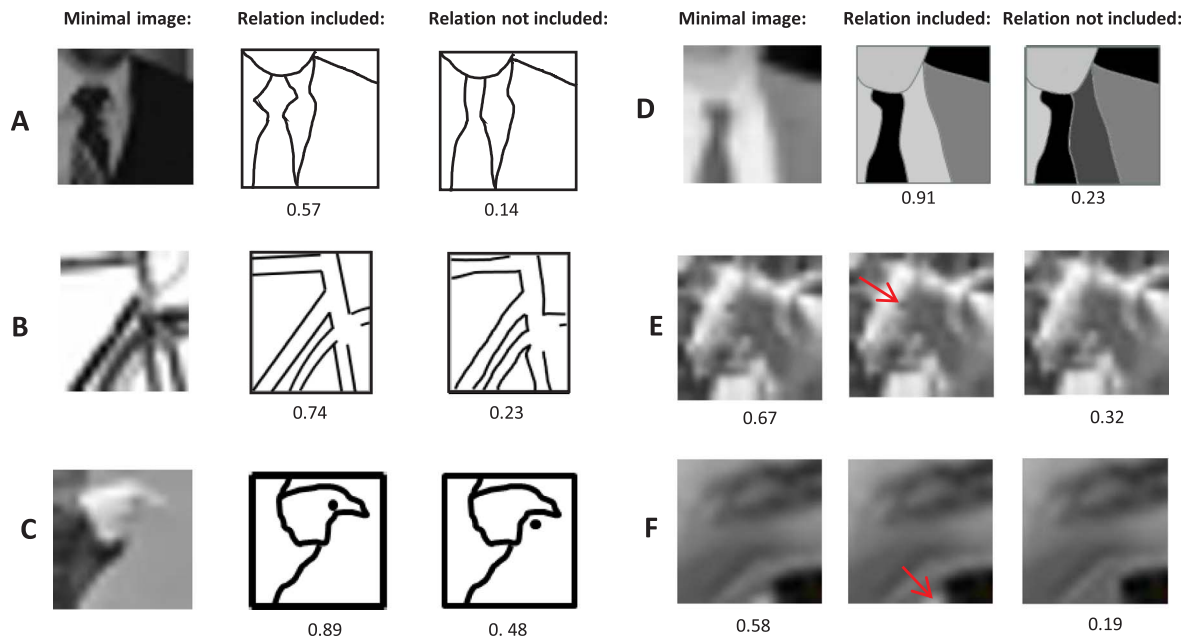 Minimal image: Relation included: Relation not included:
A
0.57 0.14
B
0.74 0.23
C
0.89 0. 48
Minimal image: Relation included: Relation not included:
D
0.91 0.23
E
0.67 0.32
F
0.58 0.19